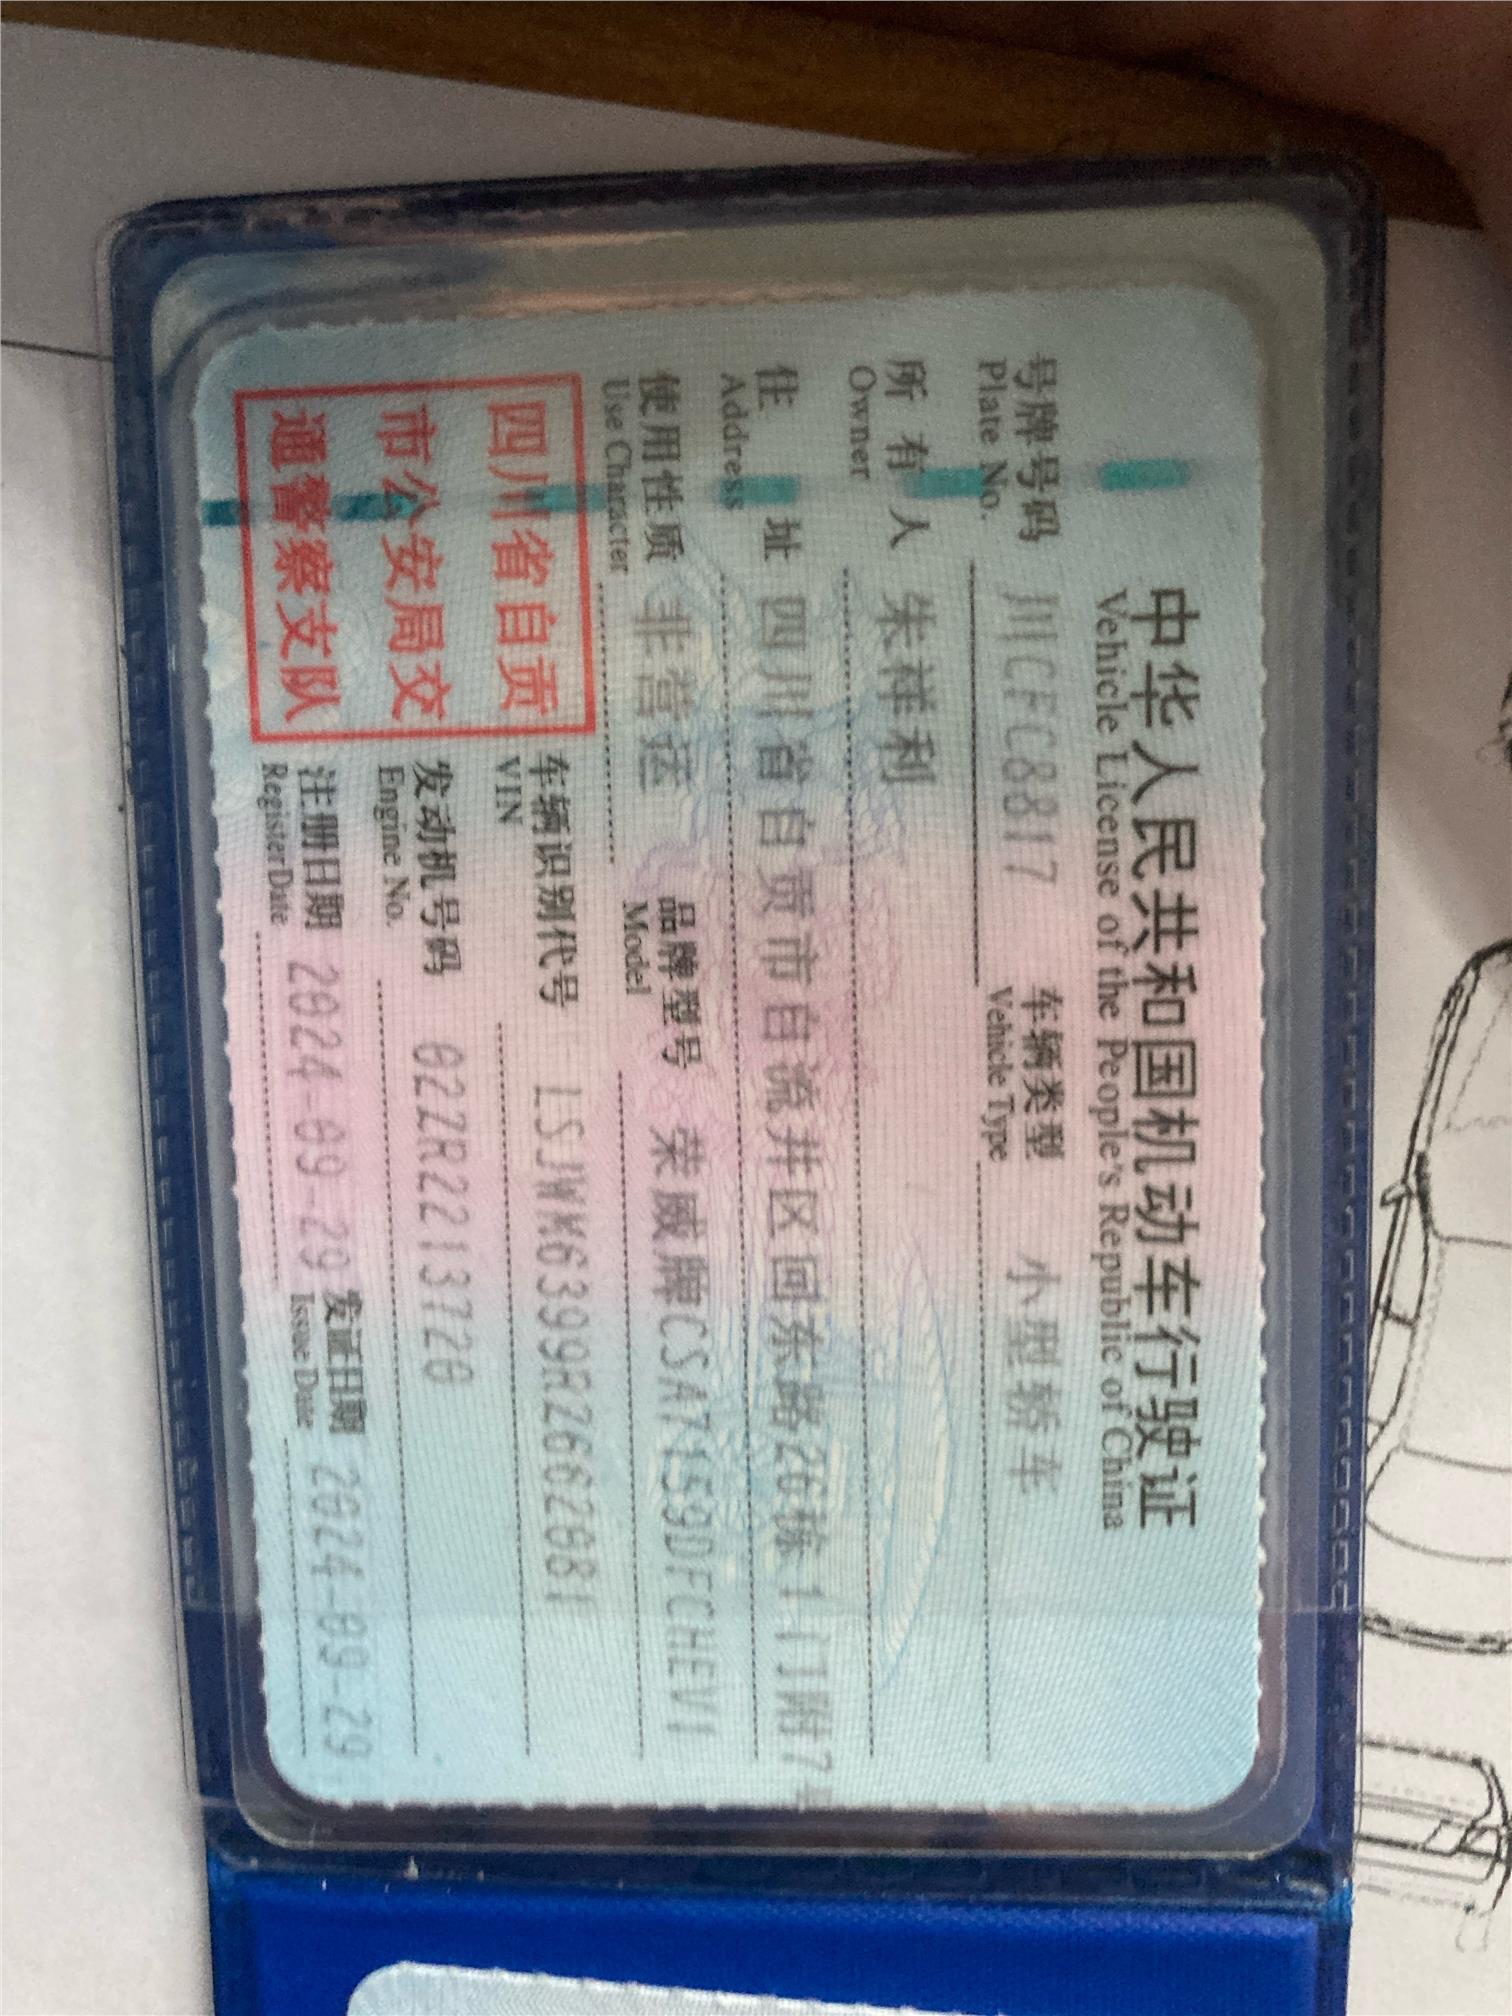 中华人民共和国机动车行驶证
Vehicle License of the People's Republic of China
号牌号码 川CFC8817 车辆类型 小型轿车
Plate No. Vehicle Type
所有人 朱祥利
Owner
住址 四川省自贡市自流井区回东路26栋1门附7
Address
使用性质 非营运 品牌型号 荣威牌CSA7159DFCHEV1
Use Character Model
四川省自贡
市公安局交
通警察支队
车辆识别代号 LSJWM6399R2662081
VIN
发动机号码 02ZR2213720
Engine No.
注册日期 2024-09-29 发证日期 2024-09-29
Register Date Issue Date